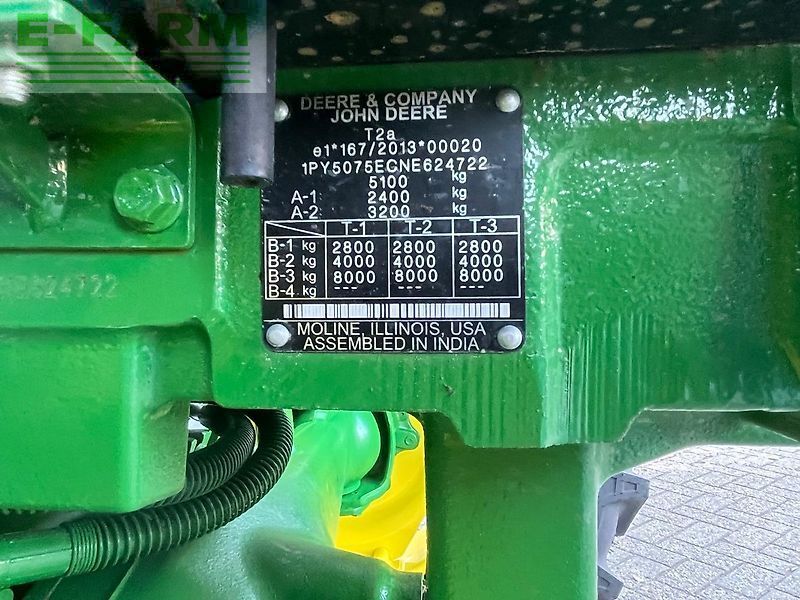 E-FARM
DEERE & COMPANY
JOHN DEERE
T2a
e1*167/2013*00020
1PY5075ECNE624722
5100 kg
A-1: 2400 kg
A-2: 3200 kg
T-1 T-2 T-3
B-1 kg 2800 2800 2800
B-2 kg 4000 4000 4000
B-3 kg 8000 8000 8000
B-4 kg --- --- ---
MOLINE, ILLINOIS, USA
ASSEMBLED IN INDIA
624722